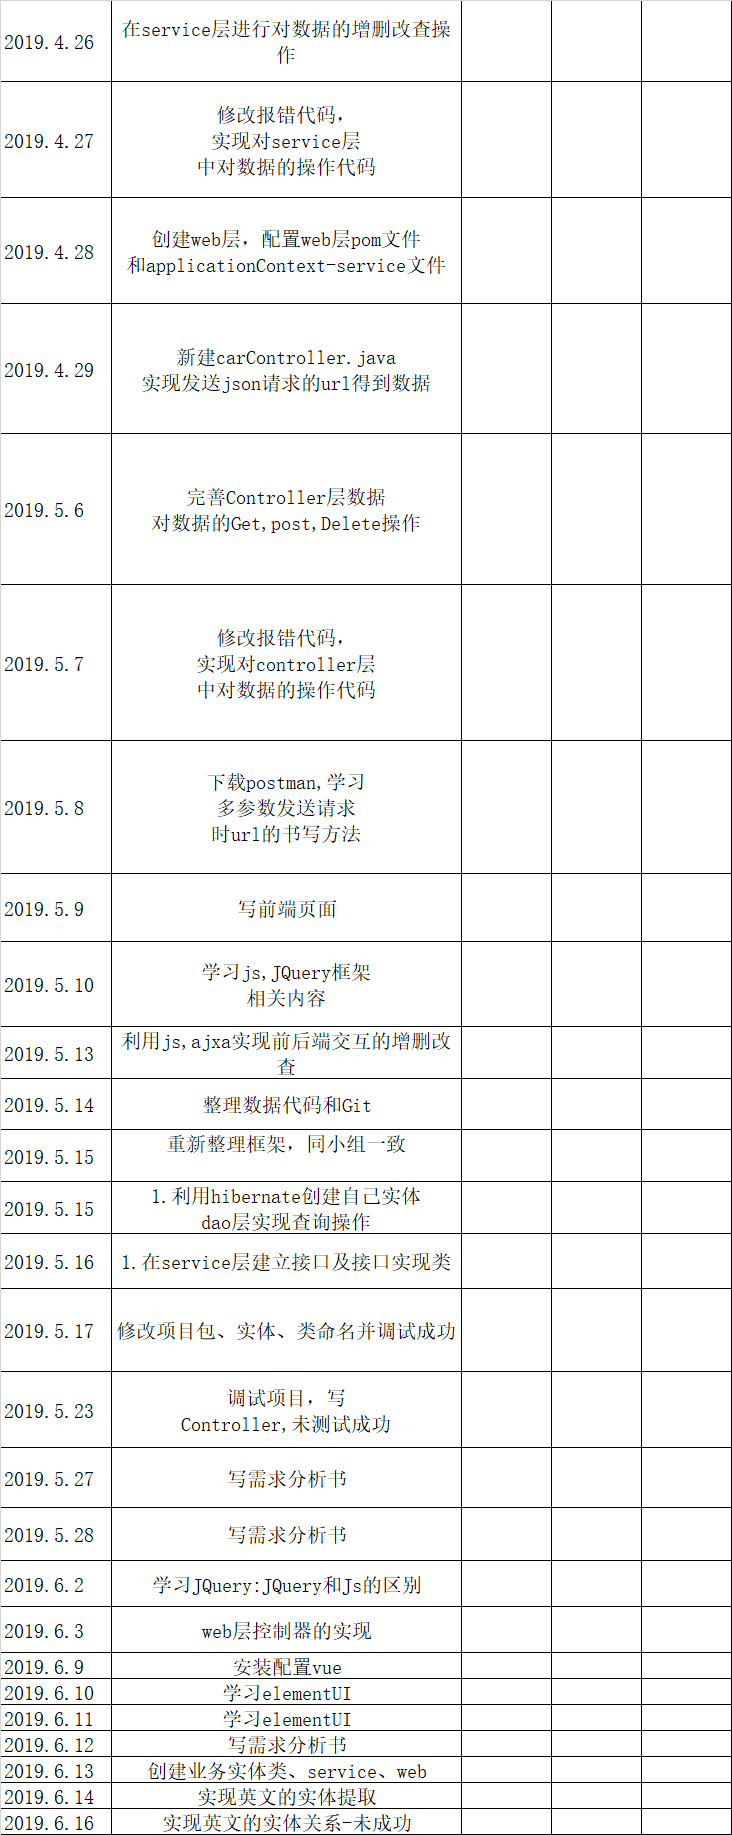 2019.4.26
在service层进行对数据的增删改查操
作
2019.4.27
修改报错代码，
实现对service层
中对数据的操作代码
2019.4.28
创建web层，配置web层pom文件
和applicationContext-service文件
2019.4.29
新建carController.java
实现发送json请求的url得到数据
2019.5.6
完善Controller层数据
对数据的Get,post,Delete操作
2019.5.7
修改报错代码，
实现对controller层
中对数据的操作代码
2019.5.8
下载postman,学习
多参数发送请求
时url的书写方法
2019.5.9
写前端页面
2019.5.10
学习js,JQuery框架
相关内容
2019.5.13
利用js,ajxa实现前后端交互的增删改
查
2019.5.14
整理数据代码和Git
2019.5.15
重新整理框架，同小组一致
2019.5.15
1.利用hibernate创建自己实体
dao层实现查询操作
2019.5.16
1.在service层建立接口及接口实现类
2019.5.17
修改项目包、实体、类命名并调试成功
2019.5.23
调试项目，写
Controller,未测试成功
2019.5.27
写需求分析书
2019.5.28
写需求分析书
2019.6.2
学习JQuery:JQuery和Js的区别
2019.6.3
web层控制器的实现
2019.6.9
安装配置vue
2019.6.10
学习elementUI
2019.6.11
学习elementUI
2019.6.12
写需求分析书
2019.6.13
创建业务实体类、service、web
2019.6.14
实现英文的实体提取
2019.6.16
实现英文的实体关系-未成功